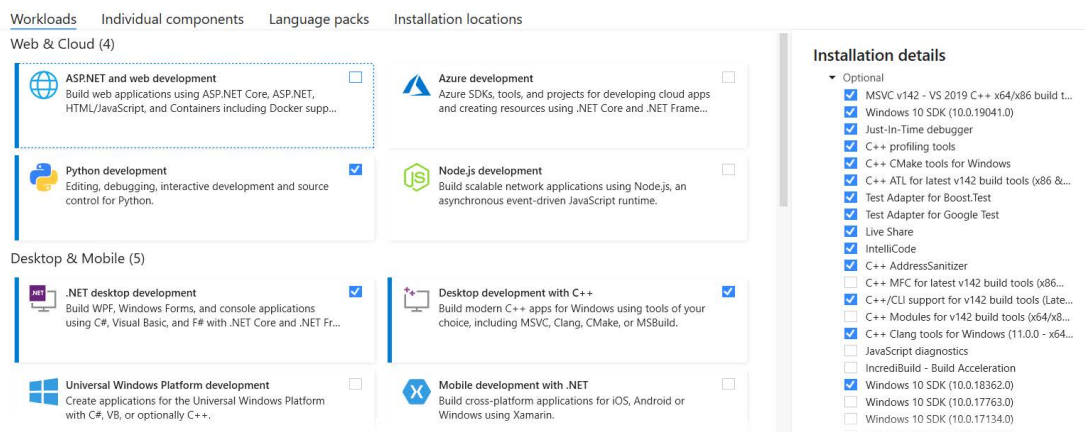 Workloads Individual components Language packs Installation locations
Web & Cloud (4)
ASP.NET and web development
Build web applications using ASP.NET Core, ASP.NET,
HTML/JavaScript, and Containers including Docker supp...
Azure development
Azure SDKs, tools, and projects for developing cloud apps
and creating resources using .NET Core and .NET Frame...
Python development
Editing, debugging, interactive development and source
control for Python.
Node.js development
Build scalable network applications using Node.js, an
asynchronous event-driven JavaScript runtime.
Desktop & Mobile (5)
.NET desktop development
Build WPF, Windows Forms, and console applications
using C#, Visual Basic, and F# with .NET Core and .NET Fr...
Desktop development with C++
Build modern C++ apps for Windows using tools of your
choice, including MSVC, Clang, CMake, or MSBuild.
Universal Windows Platform development
Create applications for the Universal Windows Platform
with C#, VB, or optionally C++.
Mobile development with .NET
Build cross-platform applications for iOS, Android or
Windows using Xamarin.
Installation details
Optional
MSVC v142 - VS 2019 C++ x64/x86 build t...
Windows 10 SDK (10.0.19041.0)
Just-In-Time debugger
C++ profiling tools
C++ CMake tools for Windows
C++ ATL for latest v142 build tools (x86 &...
Test Adapter for Boost.Test
Test Adapter for Google Test
Live Share
IntelliCode
C++ AddressSanitizer
C++ MFC for latest v142 build tools (x86...
C++/CLI support for v142 build tools (Late...
C++ Modules for v142 build tools (x64/x8...
C++ Clang tools for Windows (11.0.0 - x64...
JavaScript diagnostics
IncrediBuild - Build Acceleration
Windows 10 SDK (10.0.18362.0)
Windows 10 SDK (10.0.17763.0)
Windows 10 SDK (10.0.17134.0)